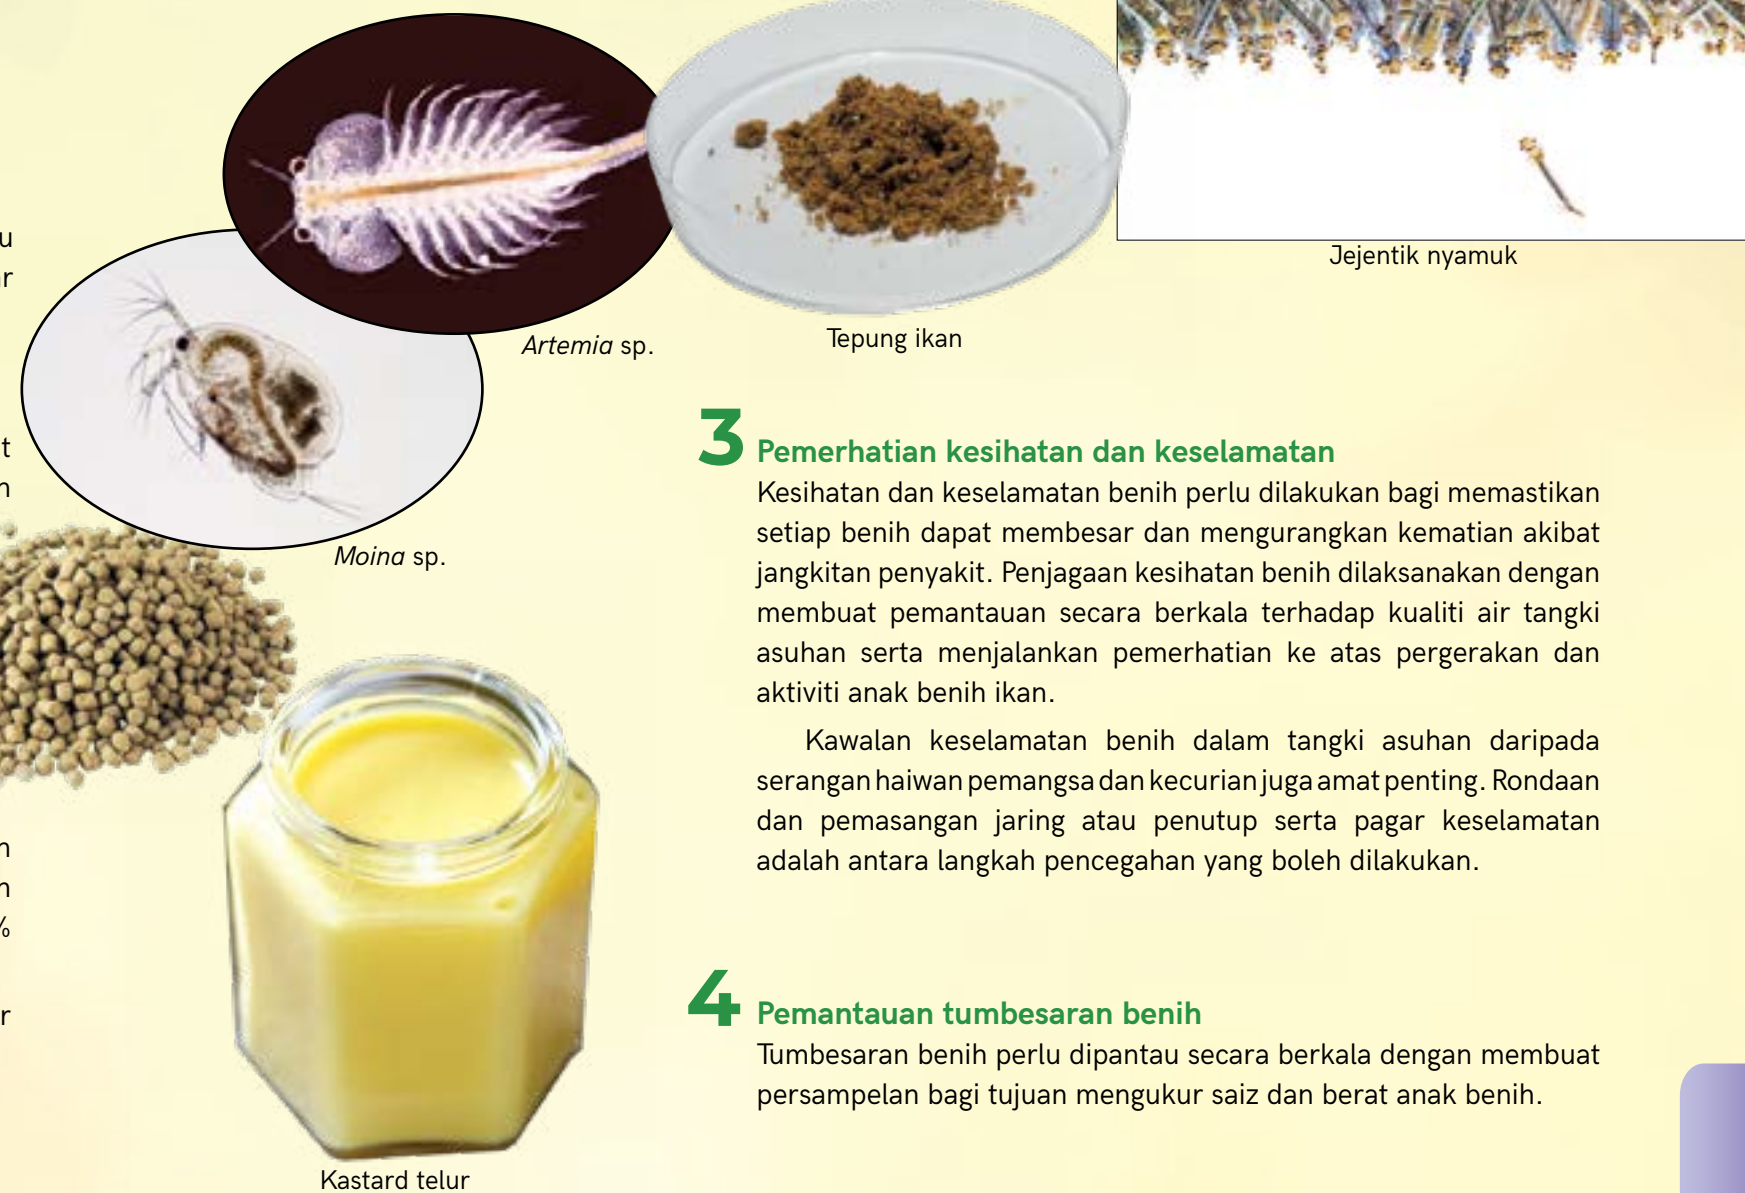 Jejentik nyamuk
Artemia sp.
Tepung ikan
Moina sp.
Kastard telur
3 Pemerhatian kesihatan dan keselamatan
Kesihatan dan keselamatan benih perlu dilakukan bagi memastikan
setiap benih dapat membesar dan mengurangkan kematian akibat
jangkitan penyakit. Penjagaan kesihatan benih dilaksanakan dengan
membuat pemantauan secara berkala terhadap kualiti air tangki
asuhan serta menjalankan pemerhatian ke atas pergerakan dan
aktiviti anak benih ikan.
Kawalan keselamatan benih dalam tangki asuhan daripada
serangan haiwan pemangsa dan kecurian juga amat penting. Rondaan
dan pemasangan jaring atau penutup serta pagar keselamatan
adalah antara langkah pencegahan yang boleh dilakukan.
4 Pemantauan tumbesaran benih
Tumbesaran benih perlu dipantau secara berkala dengan membuat
persampelan bagi tujuan mengukur saiz dan berat anak benih.